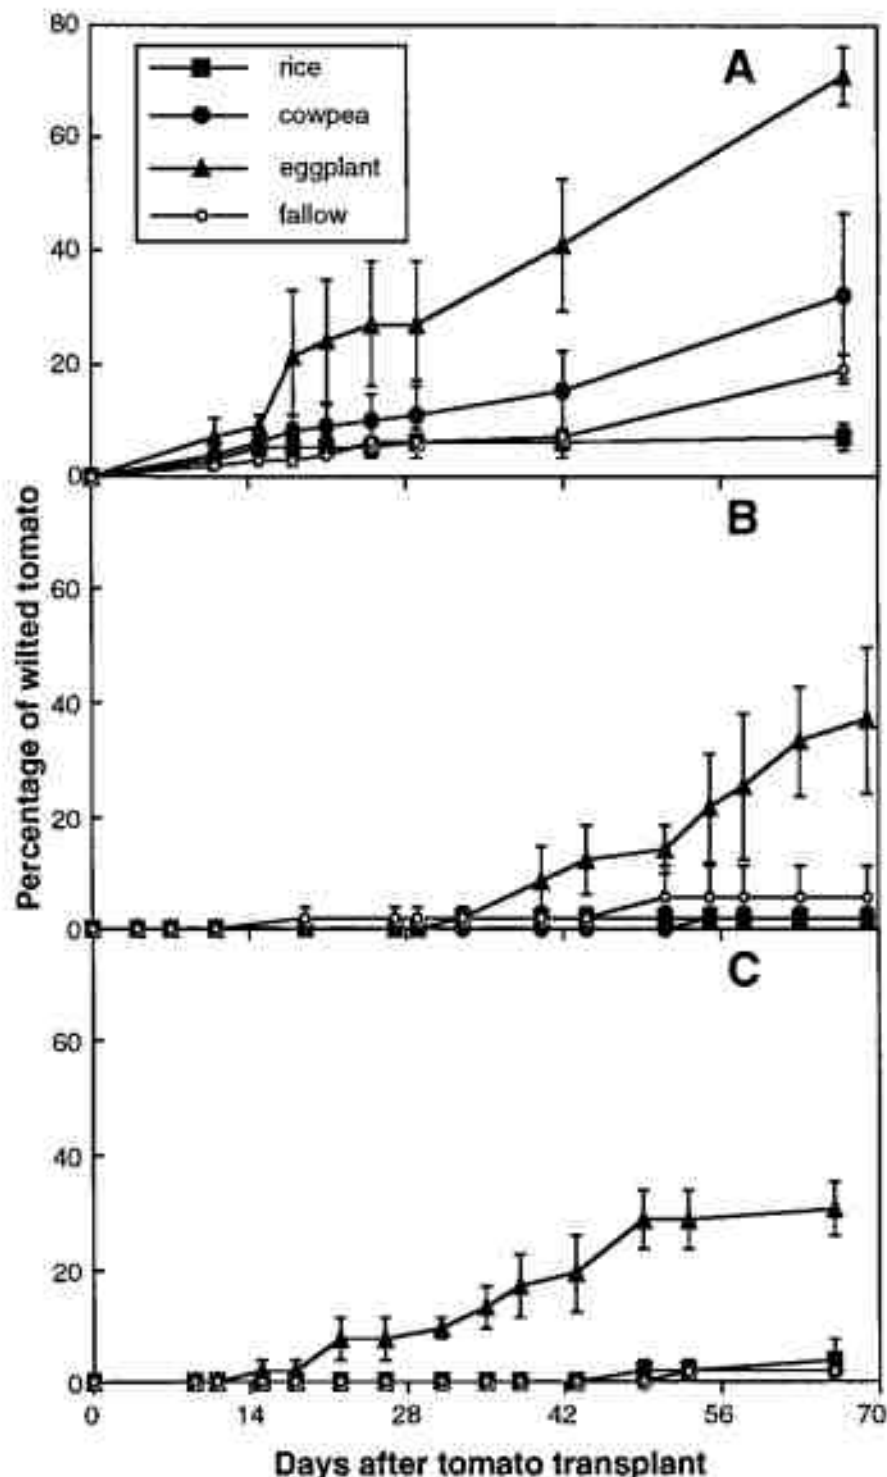 80
A
rice
cowpea
eggplant
fallow
60
40
20
0
B
60
40
20
0
C
60
40
20
0
0 14 28 42 56 70
Percentage of wilted tomato
Days after tomato transplant